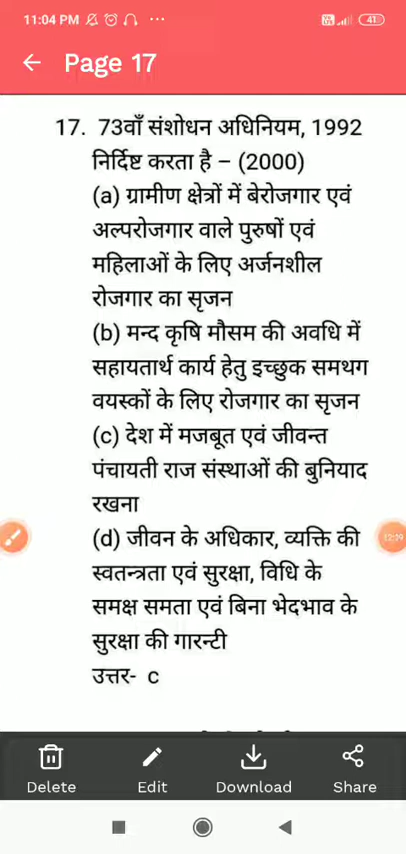 11:04 PM
41
← Page 17
17. 73वाँ संशोधन अधिनियम, 1992
निर्दिष्ट करता है – (2000)
(a) ग्रामीण क्षेत्रों में बेरोजगार एवं
अल्परोजगार वाले पुरुषों एवं
महिलाओं के लिए अर्जनशील
रोजगार का सृजन
(b) मन्द कृषि मौसम की अवधि में
सहायतार्थ कार्य हेतु इच्छुक समथग
वयस्कों के लिए रोजगार का सृजन
(c) देश में मजबूत एवं जीवन्त
पंचायती राज संस्थाओं की बुनियाद
रखना
(d) जीवन के अधिकार, व्यक्ति की
स्वतन्त्रता एवं सुरक्षा, विधि के
समक्ष समता एवं बिना भेदभाव के
सुरक्षा की गारन्टी
उत्तर- c
Delete Edit Download Share